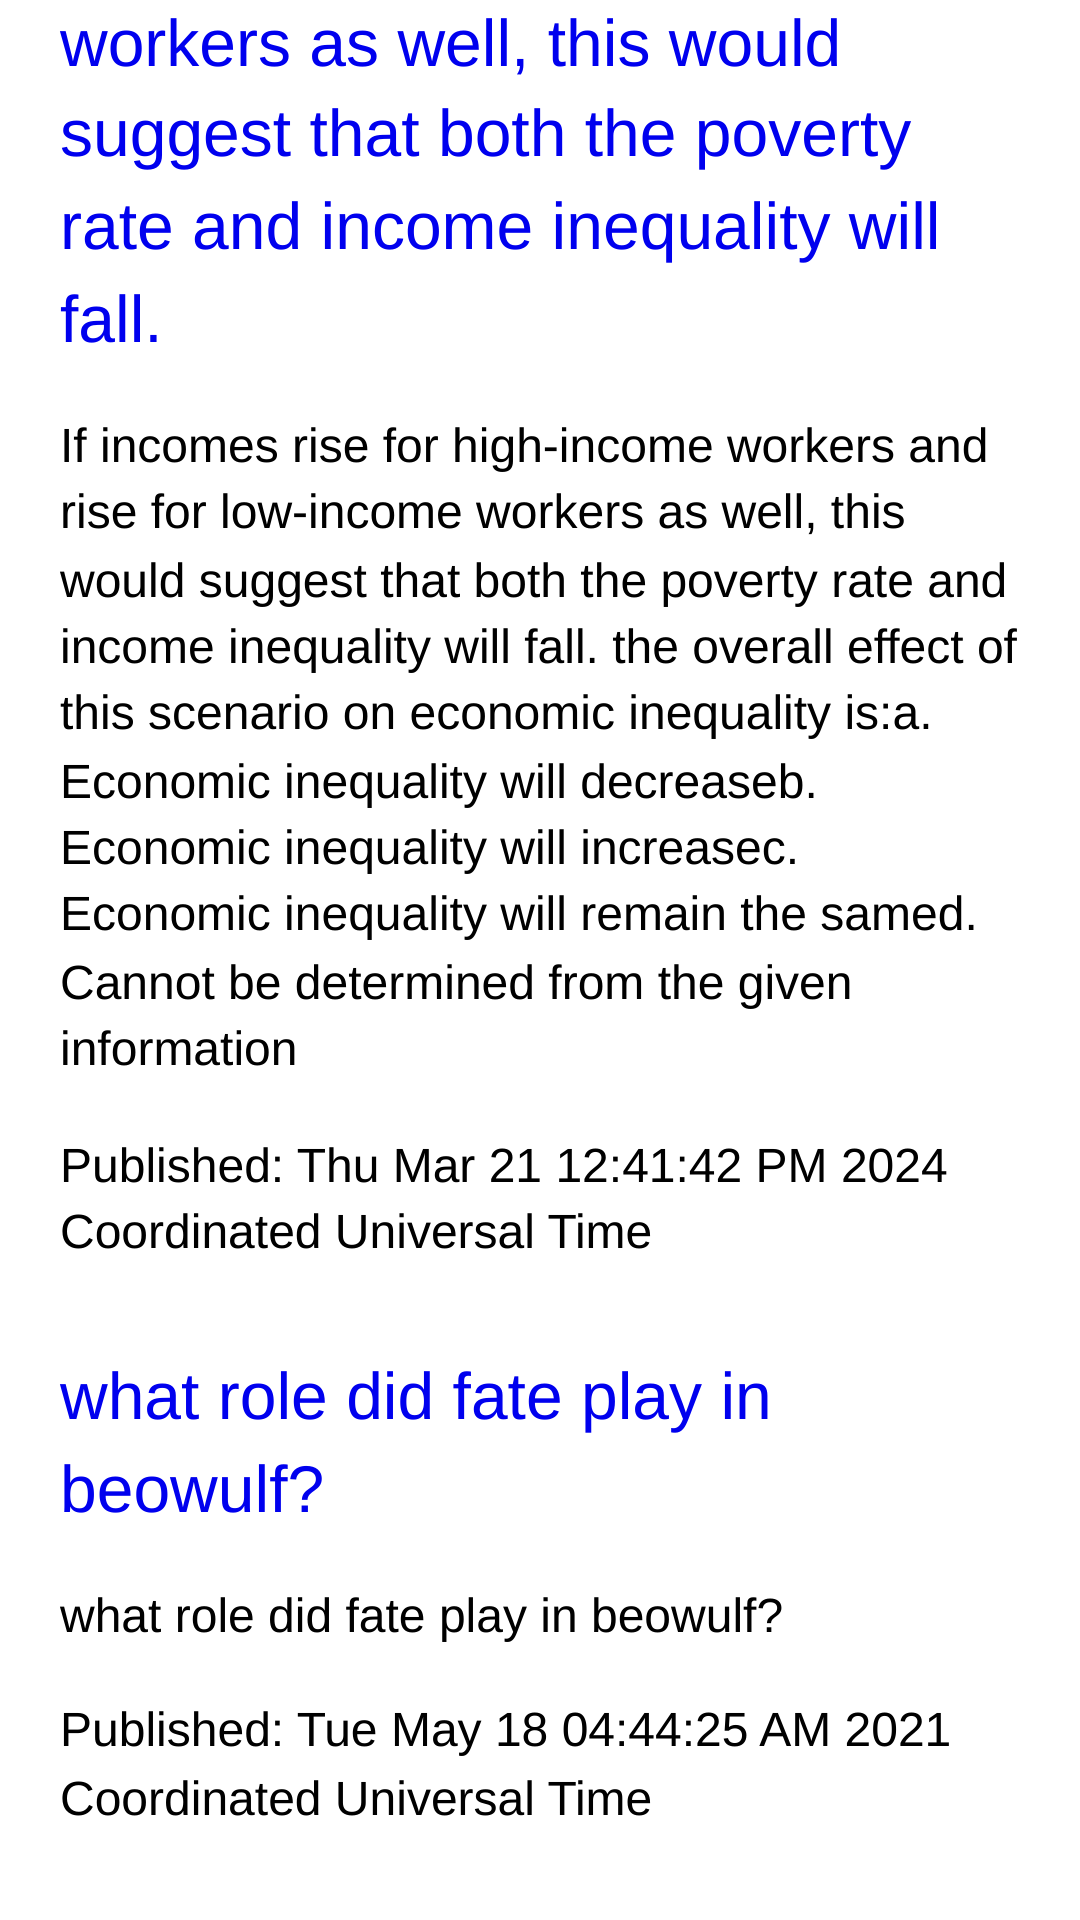 workers as well, this would
suggest that both the poverty
rate and income inequality will
fall.
If incomes rise for high-income workers and
rise for low-income workers as well, this
would suggest that both the poverty rate and
income inequality will fall. the overall effect of
this scenario on economic inequality is:a.
Economic inequality will decreaseb.
Economic inequality will increasec.
Economic inequality will remain the samed.
Cannot be determined from the given
information
Published: Thu Mar 21 12:41:42 PM 2024
Coordinated Universal Time
what role did fate play in
beowulf?
what role did fate play in beowulf?
Published: Tue May 18 04:44:25 AM 2021
Coordinated Universal Time